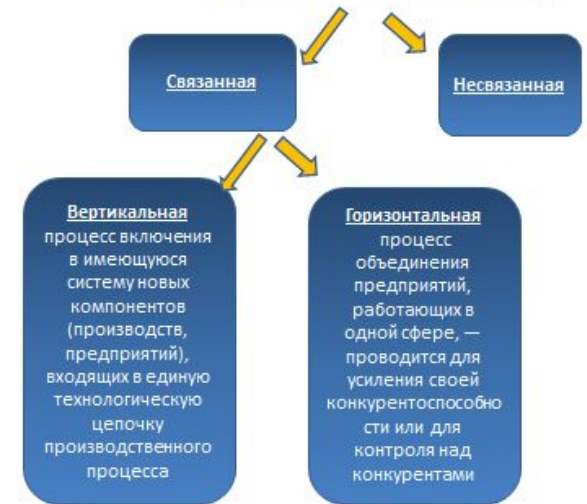 Связанная
Несвязанная
Вертикальная
процесс включения
в имеющуюся
систему новых
компонентов
(производств,
предприятий),
входящих в единую
технологическую
цепочку
производственного
процесса
Горизонтальная
процесс
объединения
предприятий,
работающих в
одной сфере, —
проводится для
усиления своей
конкурентоспособно
сти или для
контроля над
конкурентами